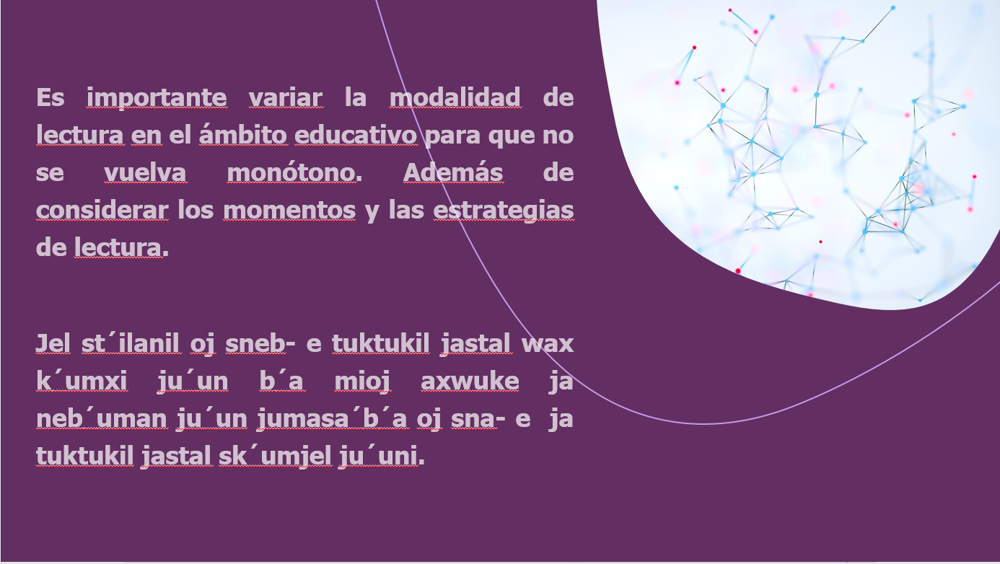 Es importante variar la modalidad de
lectura en el ámbito educativo para que no
se vuelva monótono. Además de
considerar los momentos y las estrategias
de lectura.
Jel st´ilanil oj sneb- e tuktukil jastal wax
k´umxi ju´un b´a mioj axwuke ja
neb´uman ju´un jumasa´b´a oj sna- e ja
tuktukil jastal sk´umjel ju´uni.